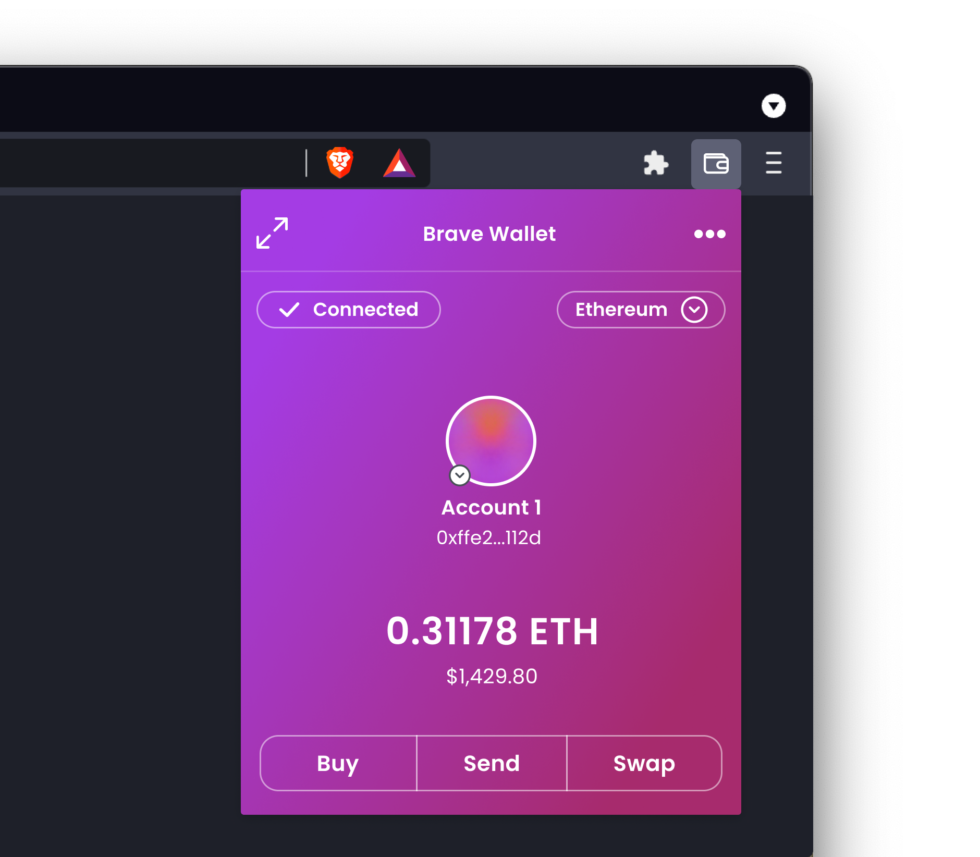 Brave Wallet
Connected
Ethereum
Account 1
0xffe2...112d
0.31178 ETH
$1,429.80
Buy Send Swap